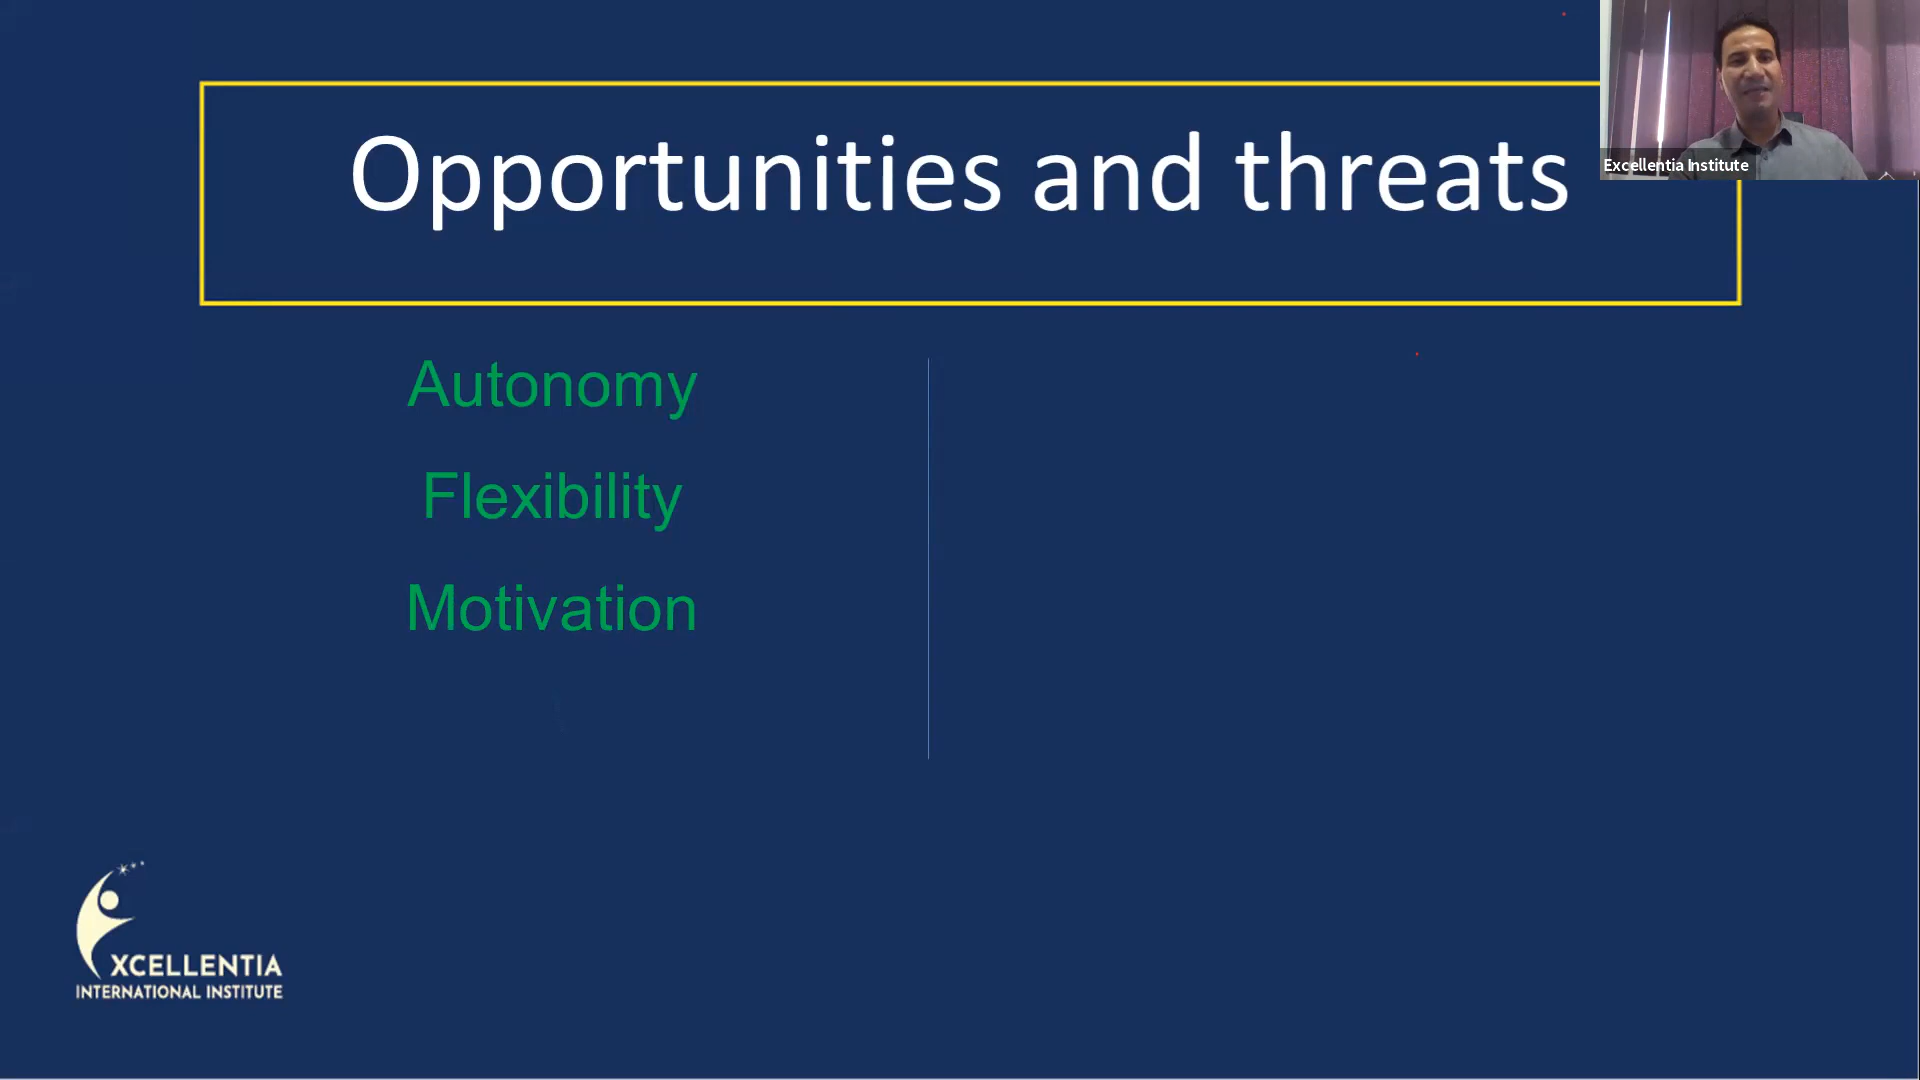 Opportunities and threats
Excellentia Institute
Autonomy
Flexibility
Motivation
XCELLENTIA
INTERNATIONAL INSTITUTE